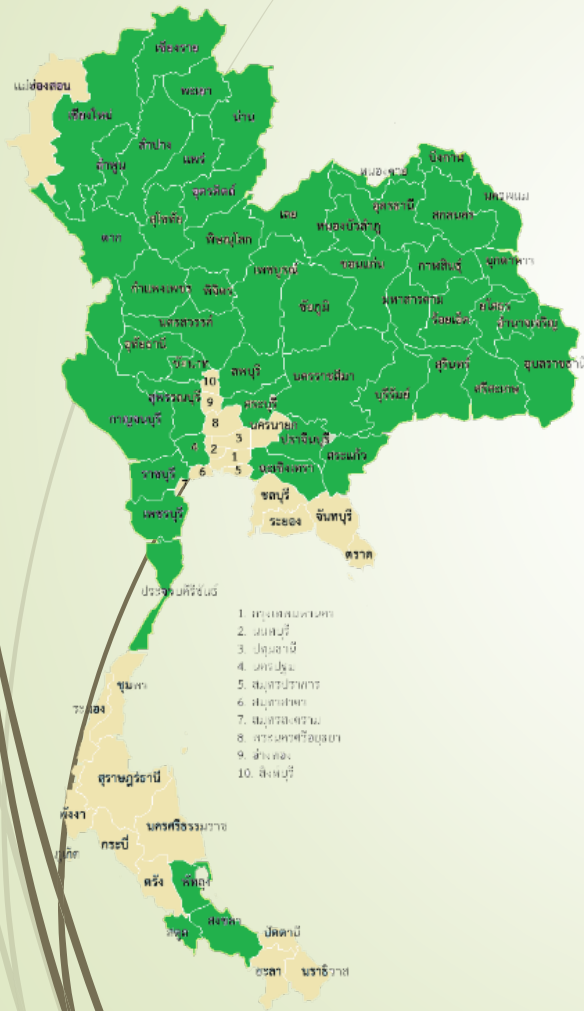 เชียงราย
แม่ฮ่องสอน
พะเยา
เชียงใหม่
น่าน
ลำปาง
แพร่
ลำพูน
อุตรดิตถ์
บึงกาฬ
หนองคาย
อุดรธานี
นครพนม
สกลนคร
เลย
หนองบัวลำภู
สุโขทัย
ตาก
พิษณุโลก
เพชรบูรณ์
ขอนแก่น
กาฬสินธุ์
มุกดาหาร
กำแพงเพชร
พิจิตร
ชัยภูมิ
มหาสารคาม
ร้อยเอ็ด
ยโสธร
อำนาจเจริญ
นครสวรรค์
อุทัยธานี
ชัยนาท
ลพบุรี
นครราชสีมา
สุรินทร์
อุบลราชธานี
บุรีรัมย์
ศรีสะเกษ
10
สุพรรณบุรี
9
สระบุรี
กาญจนบุรี
8
นครนายก
3
ปราจีนบุรี
4
2
1
สระแก้ว
ราชบุรี
7
6
5
ฉะเชิงเทรา
ชลบุรี
เพชรบุรี
ระยอง
จันทบุรี
ตราด
ประจวบคีรีขันธ์
1. กรุงเทพมหานคร
2. นนทบุรี
3. ปทุมธานี
4. นครปฐม
5. สมุทรปราการ
6. สมุทรสาคร
7. สมุทรสงคราม
8. พระนครศรีอยุธยา
9. อ่างทอง
10. สิงห์บุรี
ชุมพร
ระนอง
สุราษฎร์ธานี
พังงา
นครศรีธรรมราช
กระบี่
ภูเก็ต
ตรัง
พัทลุง
สงขลา
สตูล
ปัตตานี
ยะลา
นราธิวาส